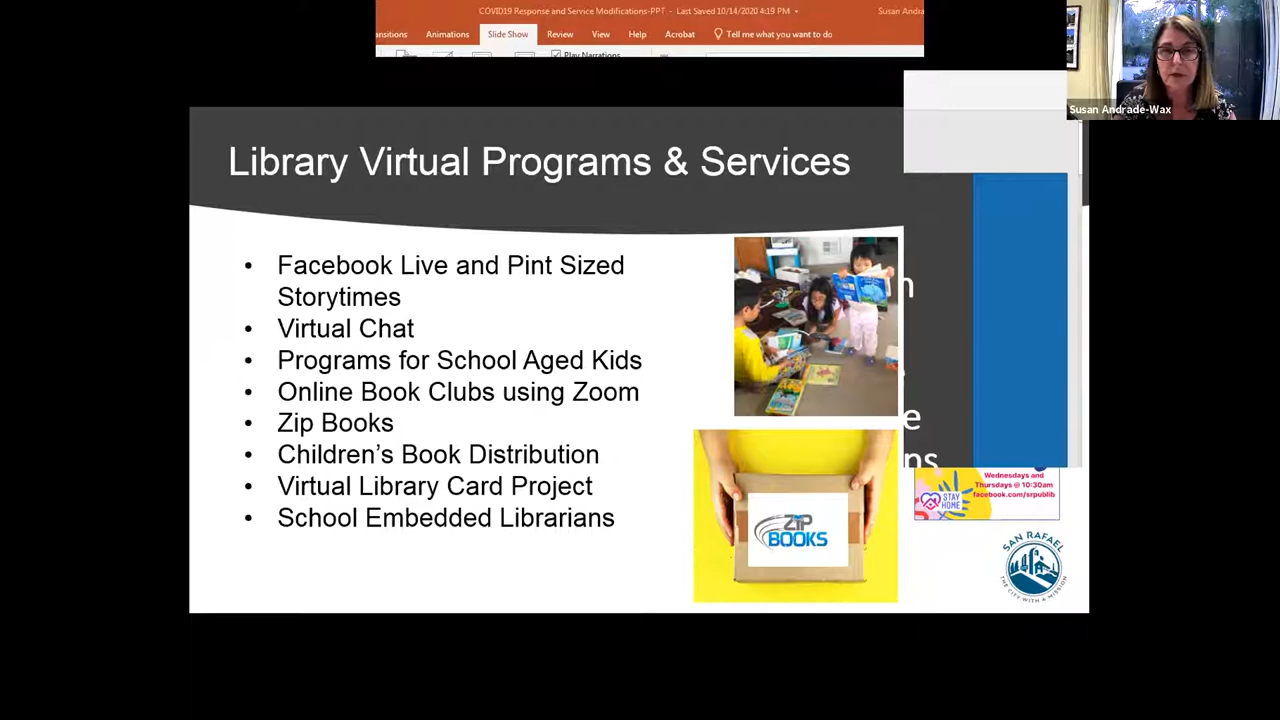 COVID19 Response and Service Modifications-PPT - Last Saved 10/14/2020 4:19 PM
Susan Andra
nsitions Animations Slide Show Review View Help Acrobat Tell me what you want to do
Play Narrations
Susan Andrade-Wax
Library Virtual Programs & Services
• Facebook Live and Pint Sized
Storytimes
• Virtual Chat
• Programs for School Aged Kids
• Online Book Clubs using Zoom
• Zip Books
• Children’s Book Distribution
• Virtual Library Card Project
• School Embedded Librarians
n
e
ns
Wednesdays and
Thursdays @ 10:30am
facebook.com/srpublib
STAY
HOME
ZIP
BOOKS
SAN RAFAEL
THE CITY WITH A MISSION